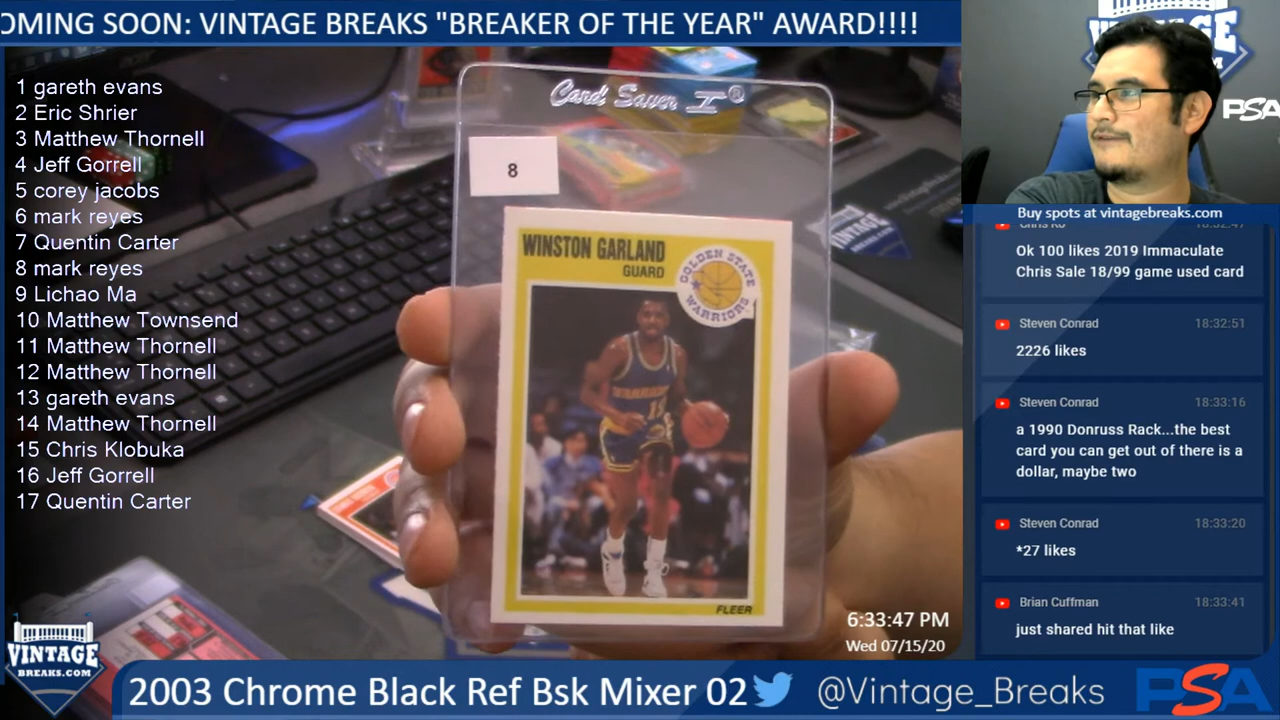 OMING SOON: VINTAGE BREAKS "BREAKER OF THE YEAR" AWARD!!!!
1 gareth evans
2 Eric Shrier
3 Matthew Thornell
4 Jeff Gorrell
5 corey jacobs
6 mark reyes
7 Quentin Carter
8 mark reyes
9 Lichao Ma
10 Matthew Townsend
11 Matthew Thornell
12 Matthew Thornell
13 gareth evans
14 Matthew Thornell
15 Chris Klobuka
16 Jeff Gorrell
17 Quentin Carter
Card Saver I®
8
WINSTON GARLAND
GUARD
GOLDEN STATE
WARRIORS
WARRIORS
FLEER
6:33:47 PM
Wed 07/15/20
VINTAGE
.COM
PSA
Buy spots at vintagebreaks.com
Ok 100 likes 2019 Immaculate
Chris Sale 18/99 game used card
Steven Conrad 18:32:51
2226 likes
Steven Conrad 18:33:16
a 1990 Donruss Rack...the best
card you can get out of there is a
dollar, maybe two
Steven Conrad 18:33:20
*27 likes
Brian Cuffman 18:33:41
just shared hit that like
VINTAGE
BREAKS.COM
2003 Chrome Black Ref Bsk Mixer 02
@Vintage_Breaks
PSA